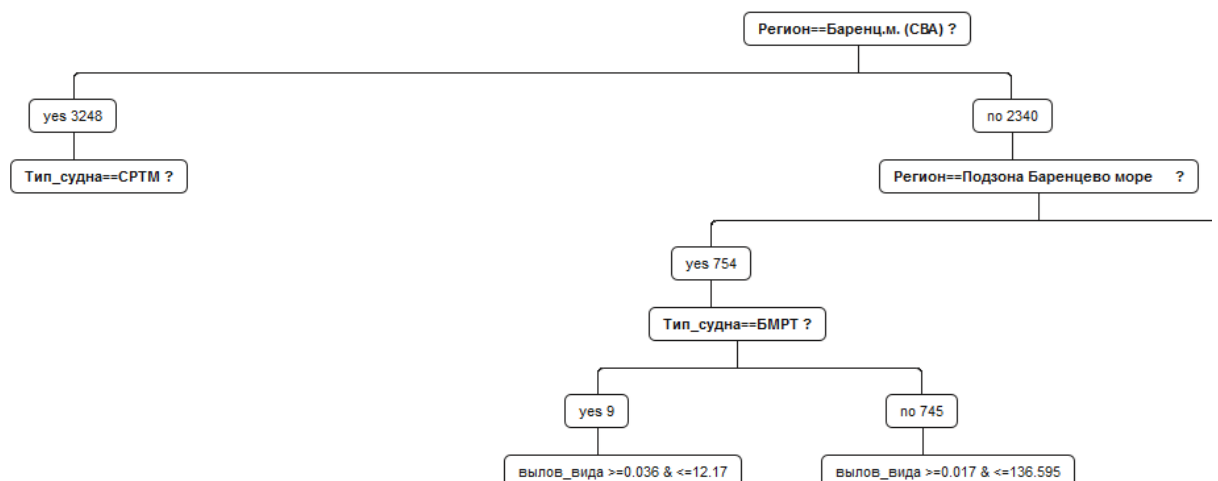 Регион==Баренц.м. (СВА) ?
yes 3248
no 2340
Тип_судна==СРТМ ?
Регион==Подзона Баренцево море ?
yes 754
Тип_судна==БМРТ ?
yes 9
no 745
вылов_вида >=0.036 & <=12.17
вылов_вида >=0.017 & <=136.595